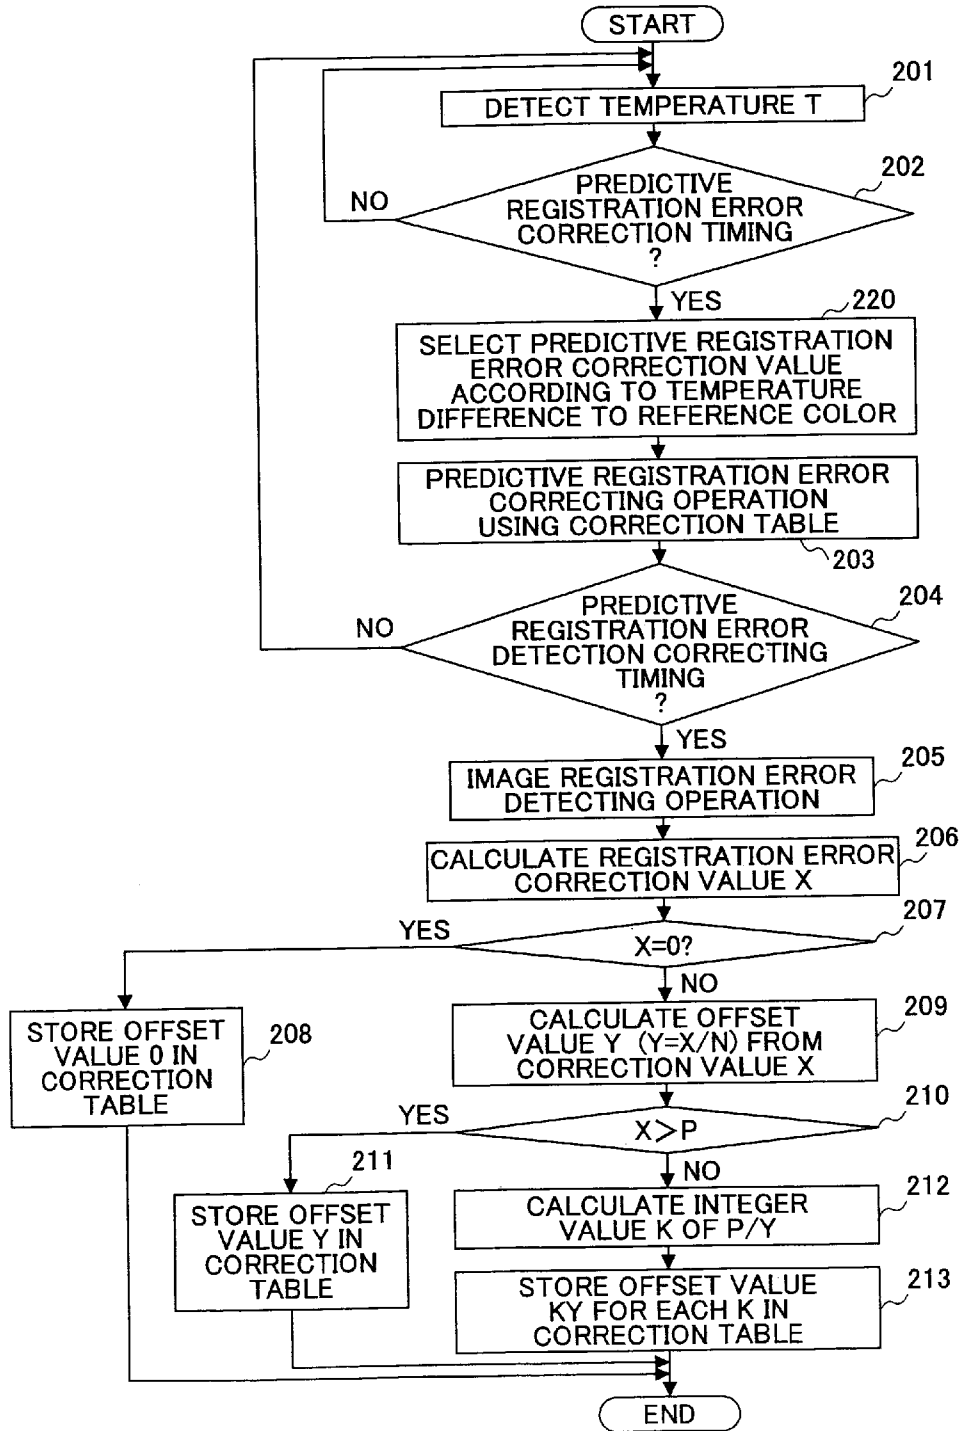 START
201
DETECT TEMPERATURE T
202
PREDICTIVE
REGISTRATION ERROR
CORRECTION TIMING
?
NO
YES
220
SELECT PREDICTIVE REGISTRATION
ERROR CORRECTION VALUE
ACCORDING TO TEMPERATURE
DIFFERENCE TO REFERENCE COLOR
PREDICTIVE REGISTRATION ERROR
CORRECTING OPERATION
USING CORRECTION TABLE
203
204
PREDICTIVE
REGISTRATION ERROR
DETECTION CORRECTING
TIMING
?
NO
YES
205
IMAGE REGISTRATION ERROR
DETECTING OPERATION
206
CALCULATE REGISTRATION ERROR
CORRECTION VALUE X
207
X=0?
YES
NO
208
STORE OFFSET
VALUE 0 IN
CORRECTION
TABLE
209
CALCULATE OFFSET
VALUE Y (Y=X/N) FROM
CORRECTION VALUE X
210
X>P
YES
NO
211
STORE OFFSET
VALUE Y IN
CORRECTION
TABLE
212
CALCULATE INTEGER
VALUE K OF P/Y
213
STORE OFFSET VALUE
KY FOR EACH K IN
CORRECTION TABLE
END